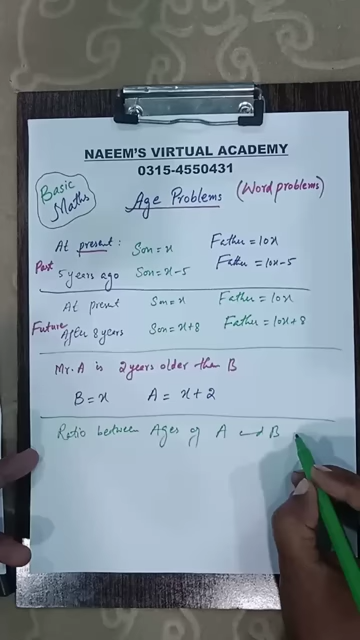 NAEEM'S VIRTUAL ACADEMY
0315-4550431
Basic Maths
Age Problems (Word problems)
At present : Son = x Father = 10x
Past
5 years ago Son = x-5 Father = 10x-5
At present Son = x Father = 10x
Future
After 8 years Son = x+8 Father = 10x+8
Mr. A is 2 years older than B
B = x A = x+2
Ratio between Ages of A and B